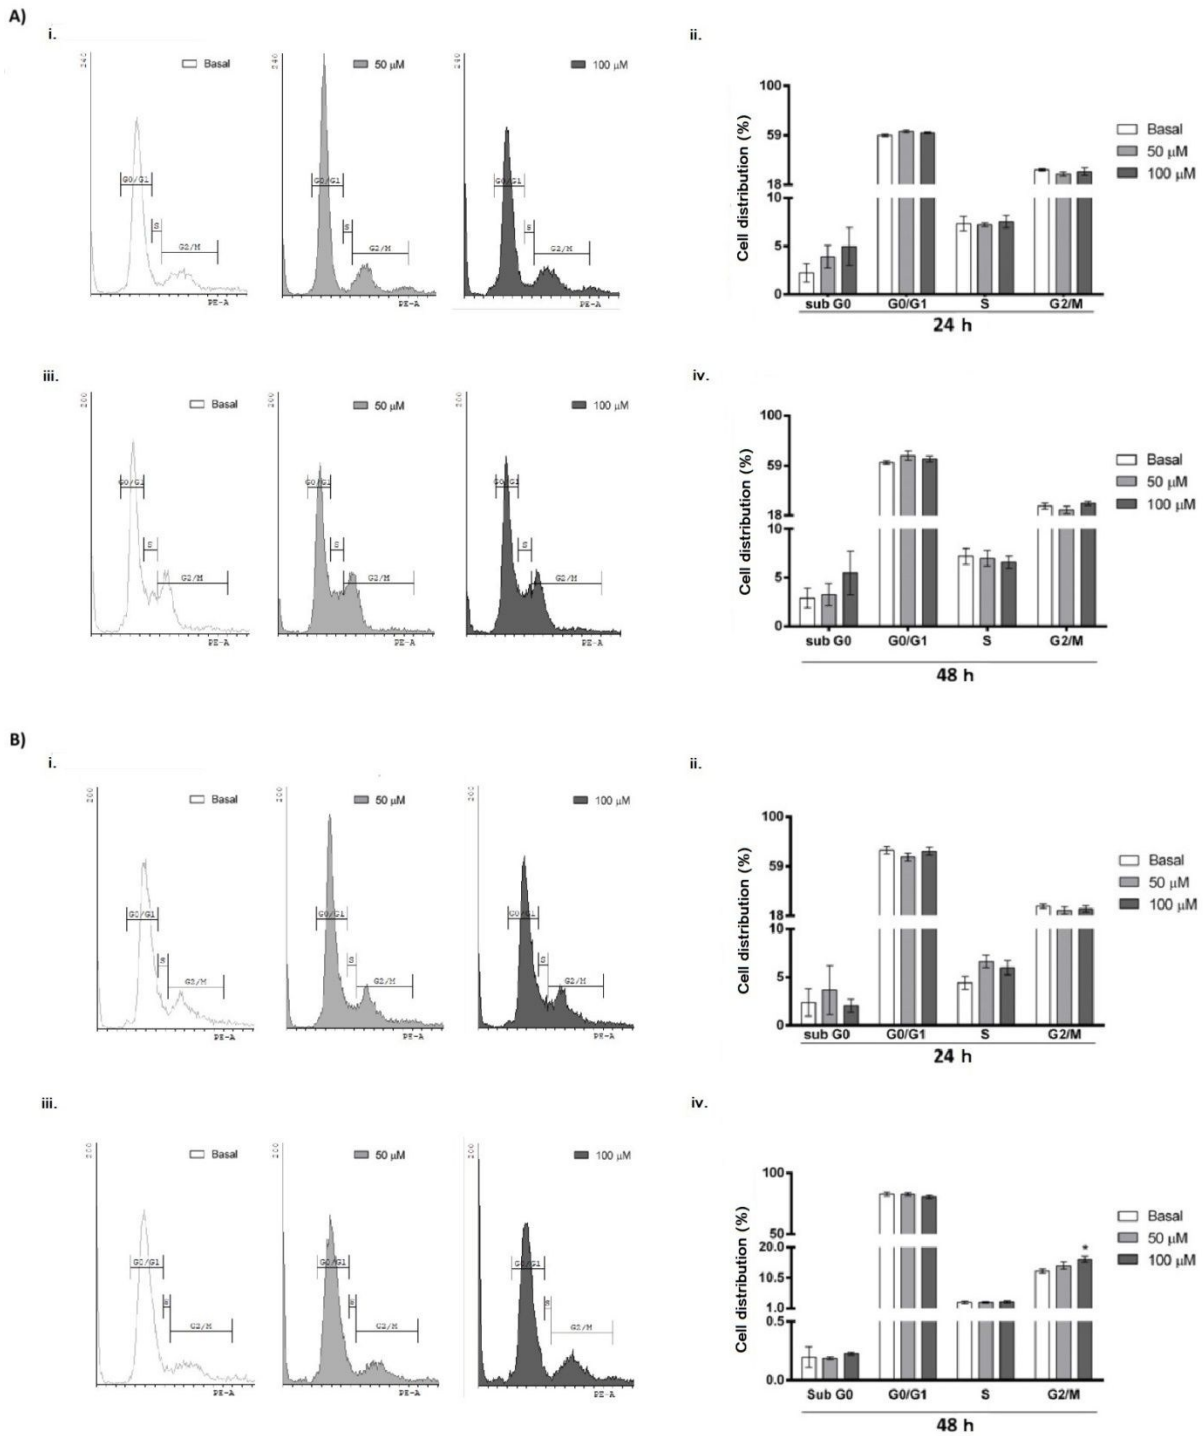 A)
i.
240
Basal
G0/G1
S
G2/M
PE-A
50 μM
G0/G1
S
G2/M
PE-A
240
100 μM
G0/G1
S
G2/M
PE-A
ii.
Cell distribution (%)
100
59
18
10
5
0
sub G0 G0/G1 S G2/M
24 h
Basal
50 μM
100 μM
iii.
200
Basal
G0/G1
S
G2/M
PE-A
200
50 μM
G0/G1
S
G2/M
PE-A
200
100 μM
G0/G1
S
G2/M
PE-A
iv.
Cell distribution (%)
100
59
18
10
5
0
sub G0 G0/G1 S G2/M
48 h
Basal
50 μM
100 μM
B)
i.
200
Basal
G0/G1
S
G2/M
PE-A
200
50 μM
G0/G1
S
G2/M
PE-A
200
100 μM
G0/G1
S
G2/M
PE-A
ii.
Cell distribution (%)
100
59
18
10
5
0
sub G0 G0/G1 S G2/M
24 h
Basal
50 μM
100 μM
iii.
200
Basal
G0/G1
S
G2/M
PE-A
200
50 μM
G0/G1
S
G2/M
PE-A
200
100 μM
G0/G1
S
G2/M
PE-A
iv.
Cell distribution (%)
100
50
20.0
10.5
1.0
0.5
0.0
*
Sub G0 G0/G1 S G2/M
48 h
Basal
50 μM
100 μM